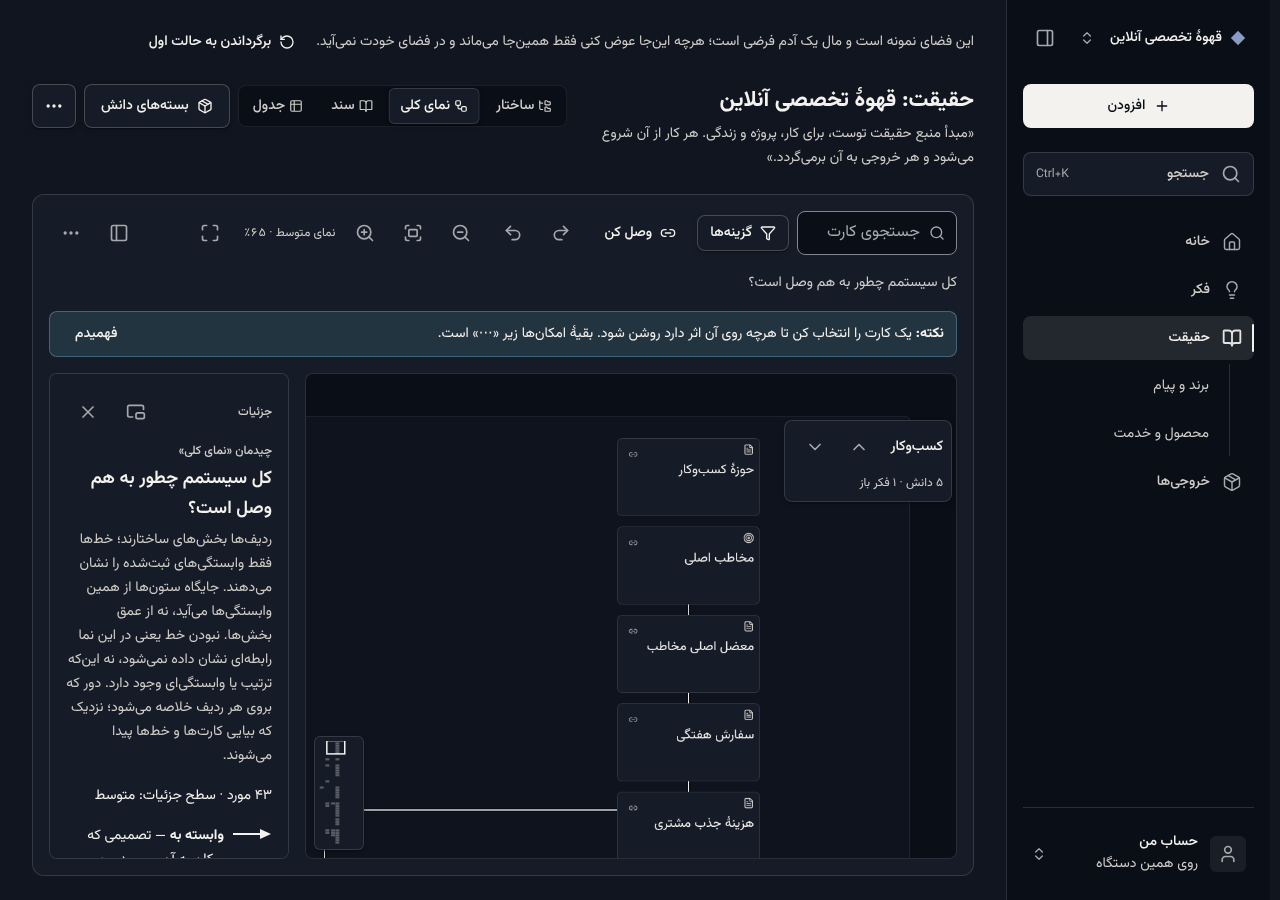 قهوهٔ تخصصی آنلاین
افزودن
جستجو
Ctrl+K
خانه
فکر
حقیقت
برند و پیام
محصول و خدمت
خروجی‌ها
حساب من
روی همین دستگاه
این فضای نمونه است و مال یک آدم فرضی است؛ هرچه این‌جا عوض کنی فقط همین‌جا می‌ماند و در فضای خودت نمی‌آید.
برگرداندن به حالت اول
حقیقت: قهوهٔ تخصصی آنلاین
«مبدأ منبع حقیقت توست، برای کار، پروژه و زندگی. هر کار از آن شروع
می‌شود و هر خروجی به آن برمی‌گردد.»
ساختار
نمای کلی
سند
جدول
بسته‌های دانش
جستجوی کارت
گزینه‌ها
وصل کن
نمای متوسط · ۶۵٪
کل سیستمم چطور به هم وصل است؟
نکته: یک کارت را انتخاب کن تا هرچه روی آن اثر دارد روشن شود. بقیهٔ امکان‌ها زیر «···» است.
فهمیدم
کسب‌وکار
۵ دانش · ۱ فکر باز
حوزهٔ کسب‌وکار
مخاطب اصلی
معضل اصلی مخاطب
سفارش هفتگی
هزینهٔ جذب مشتری
جزئیات
چیدمان «نمای کلی»
کل سیستمم چطور به هم
وصل است؟
ردیف‌ها بخش‌های ساختارند؛ خط‌ها
فقط وابستگی‌های ثبت‌شده را نشان
می‌دهند. جایگاه ستون‌ها از همین
وابستگی‌ها می‌آید، نه از عمق
بخش‌ها. نبودن خط یعنی در این نما
رابطه‌ای نشان داده نمی‌شود، نه این‌که
ترتیب یا وابستگی‌ای وجود دارد. دور که
بروی هر ردیف خلاصه می‌شود؛ نزدیک
که بیایی کارت‌ها و خط‌ها پیدا
می‌شوند.
۴۳ مورد · سطح جزئیات: متوسط
وابسته به – تصمیمی که